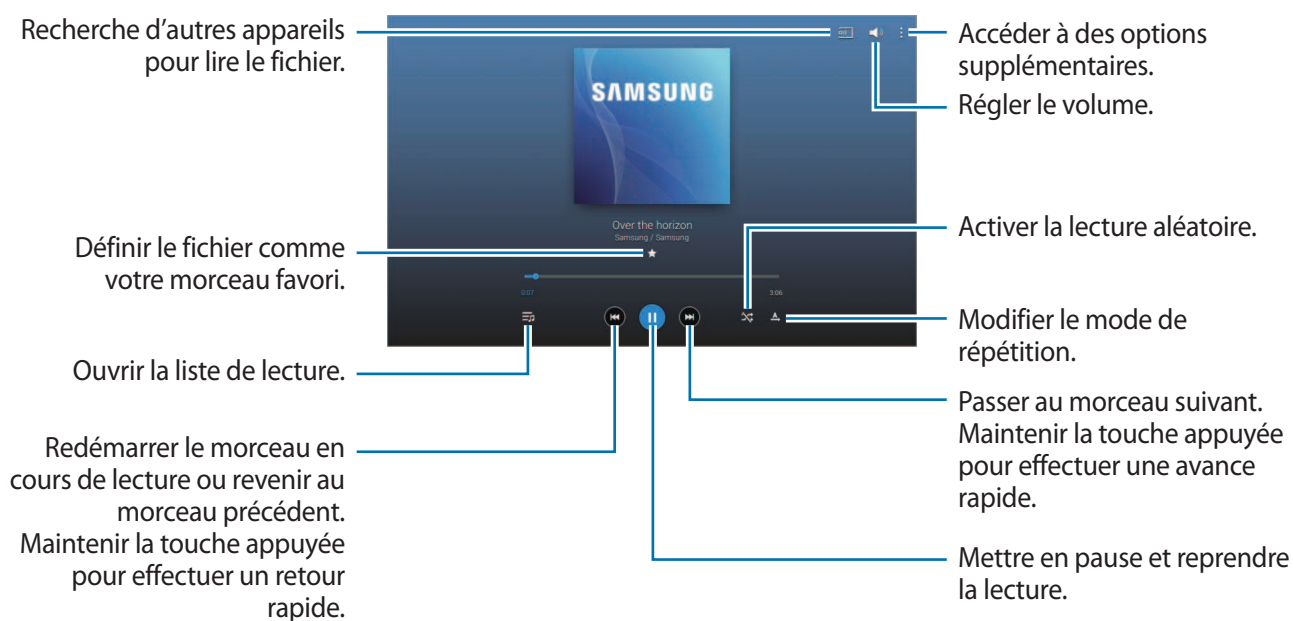 Recherche d'autres appareils
pour lire le fichier.
Accéder à des options
supplémentaires.
Régler le volume.
SAMSUNG
Over the horizon
Samsung / Samsung
Activer la lecture aléatoire.
Définir le fichier comme
votre morceau favori.
0:07
3:06
Modifier le mode de
répétition.
Ouvrir la liste de lecture.
Passer au morceau suivant.
Maintenir la touche appuyée
pour effectuer une avance
rapide.
Redémarrer le morceau en
cours de lecture ou revenir au
morceau précédent.
Maintenir la touche appuyée
pour effectuer un retour
rapide.
Mettre en pause et reprendre
la lecture.